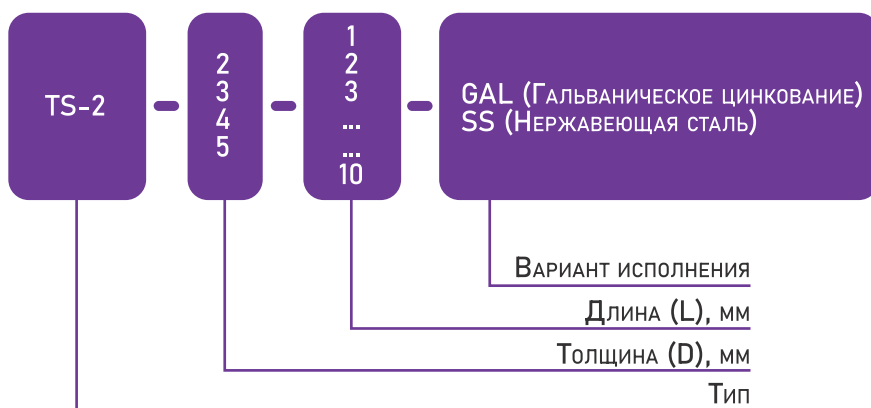 TS-2
2
3
4
5
1
2
3
...
...
10
GAL (Гальваническое цинкование)
SS (Нержавеющая сталь)
Вариант исполнения
Длина (L), мм
Толщина (D), мм
Тип